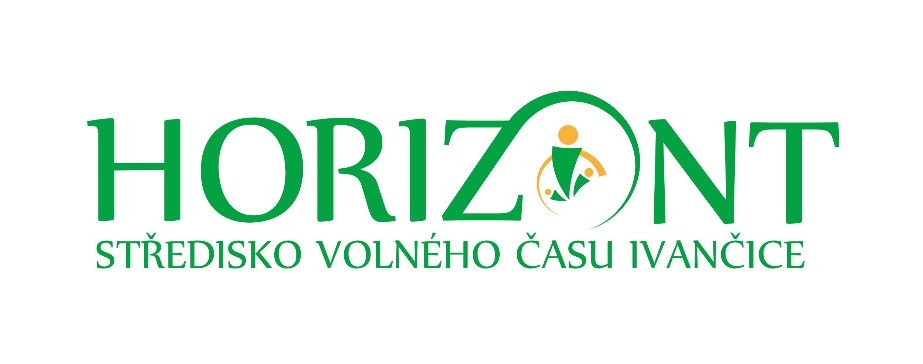 HORIZONT
STŘEDISKO VOLNÉHO ČASU IVANČICE